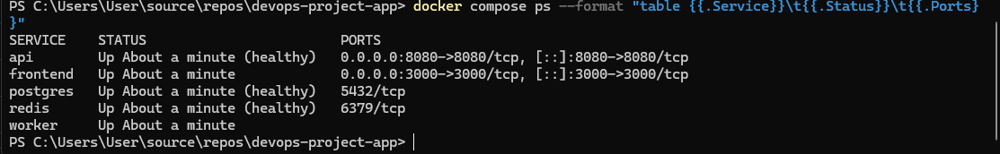 PS C:\Users\User\source\repos\devops-project-app> docker compose ps --format "table {{.Service}}\t{{.Status}}\t{{.Ports}
}"
SERVICE    STATUS                        PORTS
api        Up About a minute (healthy)   0.0.0.0:8080->8080/tcp, [::]:8080->8080/tcp
frontend   Up About a minute             0.0.0.0:3000->3000/tcp, [::]:3000->3000/tcp
postgres   Up About a minute (healthy)   5432/tcp
redis      Up About a minute (healthy)   6379/tcp
worker     Up About a minute
PS C:\Users\User\source\repos\devops-project-app>